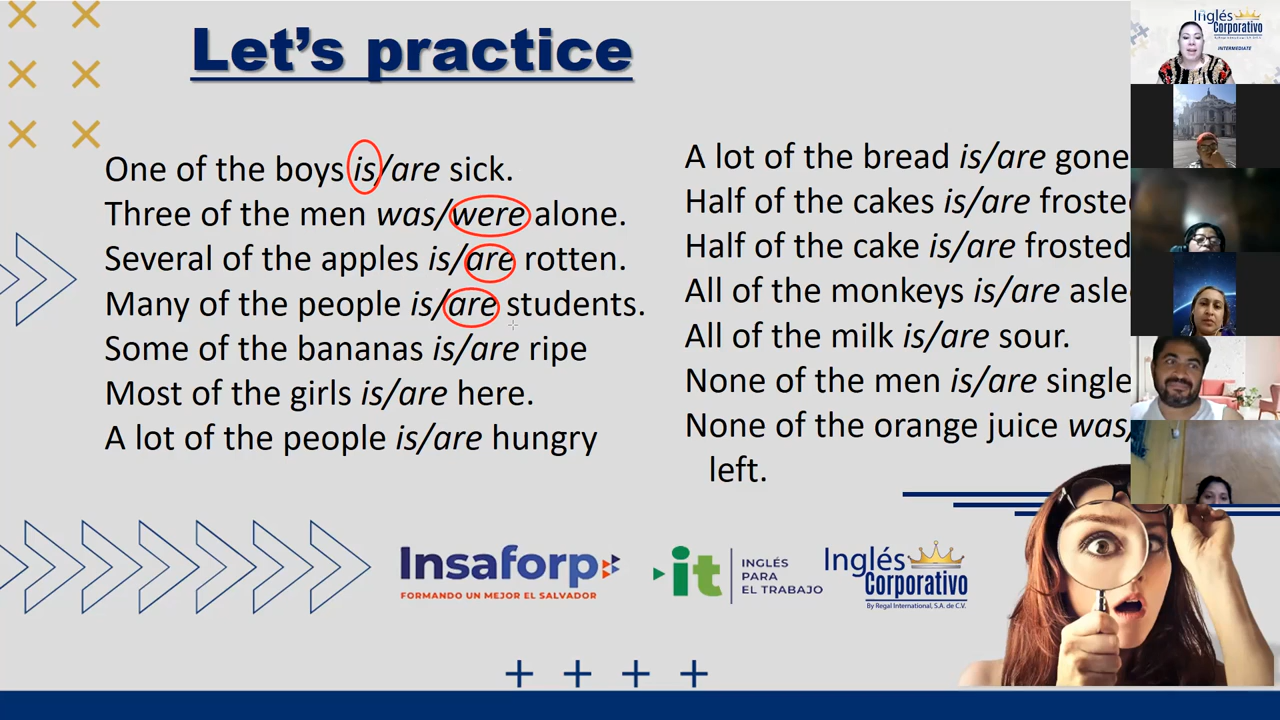 Let's practice
One of the boys is/are sick.
Three of the men was/were alone.
Several of the apples is/are rotten.
Many of the people is/are students.
Some of the bananas is/are ripe
Most of the girls is/are here.
A lot of the people is/are hungry
A lot of the bread is/are gone
Half of the cakes is/are froste
Half of the cake is/are frosted
All of the monkeys is/are asle
All of the milk is/are sour.
None of the men is/are single
None of the orange juice was/
left.
Insaforp
FORMANDO UN MEJOR EL SALVADOR
it
INGLÉS
PARA
EL TRABAJO
Inglés
Corporativo
By Regal International, S.A. de C.V.
Inglés
Corporativo
INTERMEDIATE